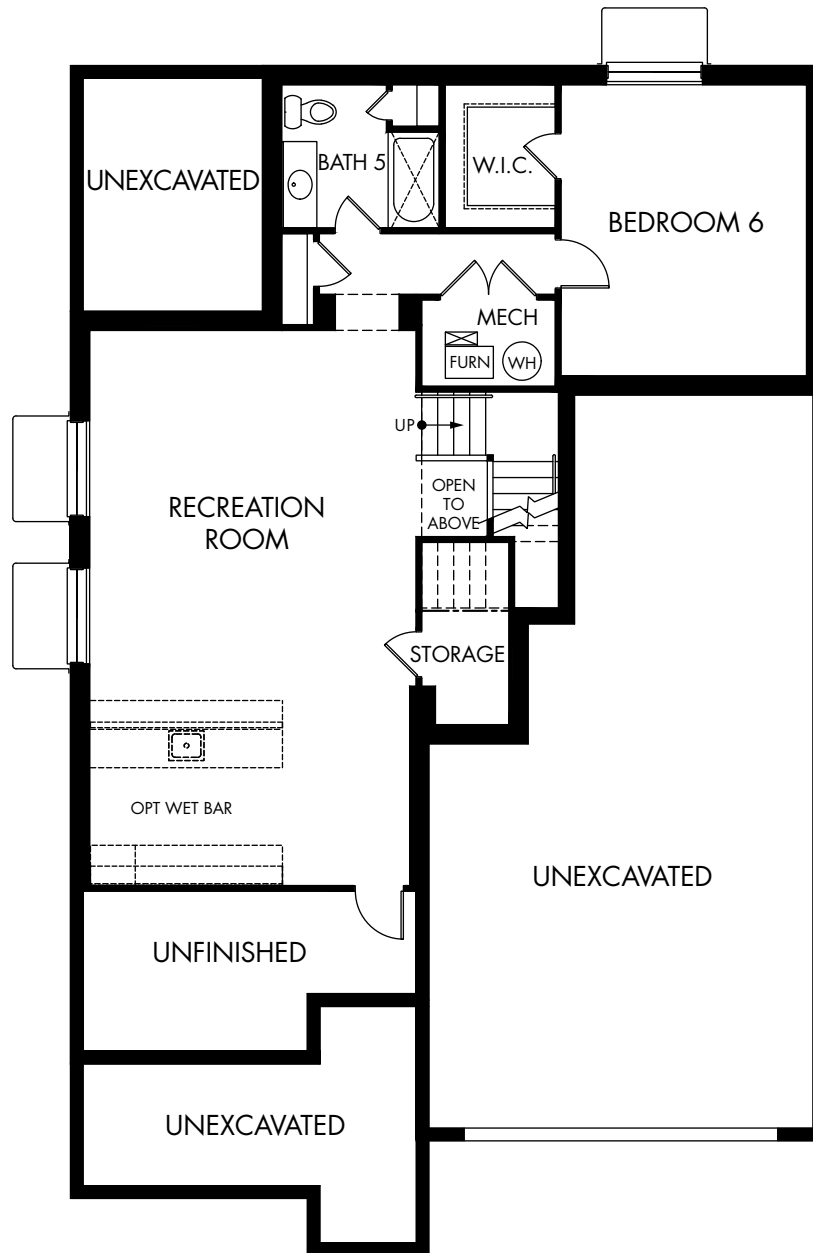 UNEXCAVATED
BATH 5
W.I.C.
BEDROOM 6
MECH
FURN
WH
UP
RECREATION
ROOM
OPEN
TO
ABOVE
STORAGE
OPT WET BAR
UNEXCAVATED
UNFINISHED
UNEXCAVATED